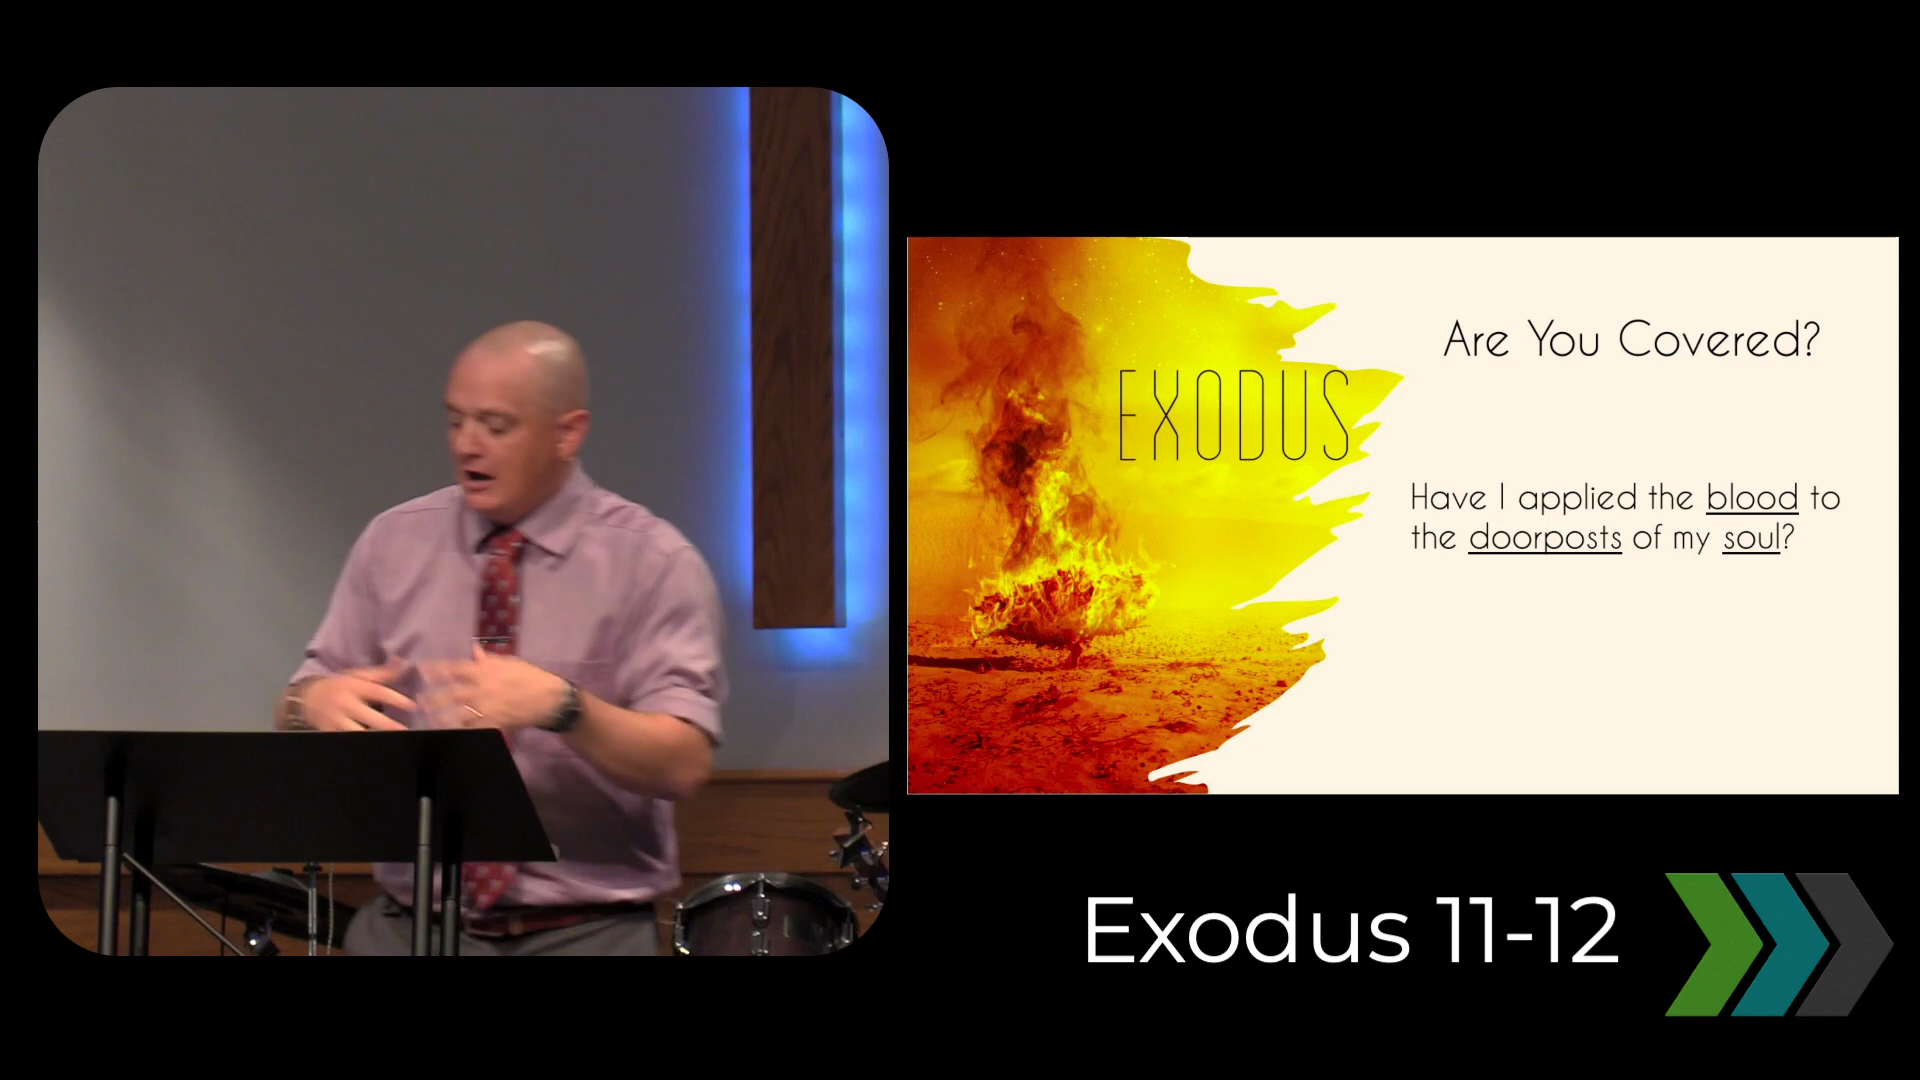 EXODUS
Are You Covered?
Have I applied the blood to
the doorposts of my soul?
Exodus 11-12